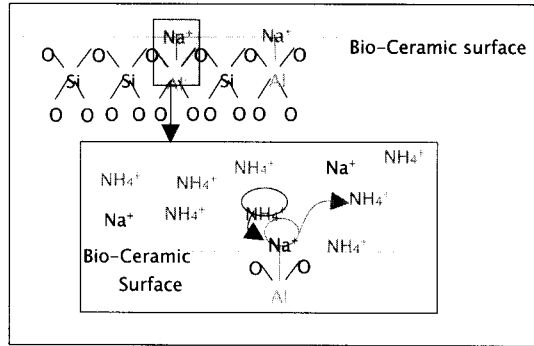 Na⁺ Na⁺
Bio-Ceramic surface
O O O O O O
Si Si Al Si Al
O O O O O O O O O O
NH₄⁺ NH₄⁺ NH₄⁺ Na⁺ NH₄⁺
Na⁺ NH₄⁺ NH₄⁺ NH₄⁺
Na⁺ NH₄⁺
Bio-Ceramic
Surface
O O
Al